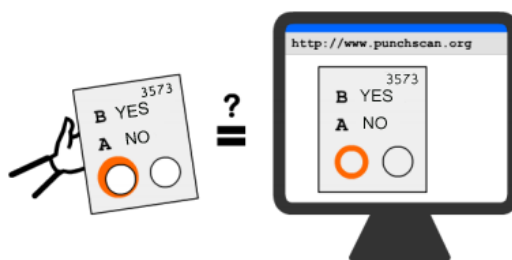 3573
B YES
A NO
?
=
http://www.punchscan.org
3573
B YES
A NO